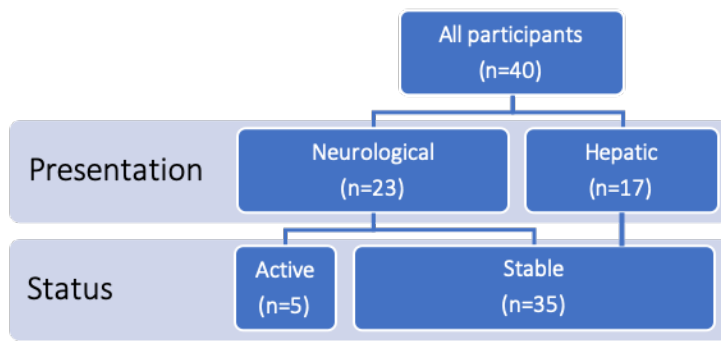 All participants
(n=40)
Presentation
Neurological
(n=23)
Hepatic
(n=17)
Status
Active
(n=5)
Stable
(n=35)